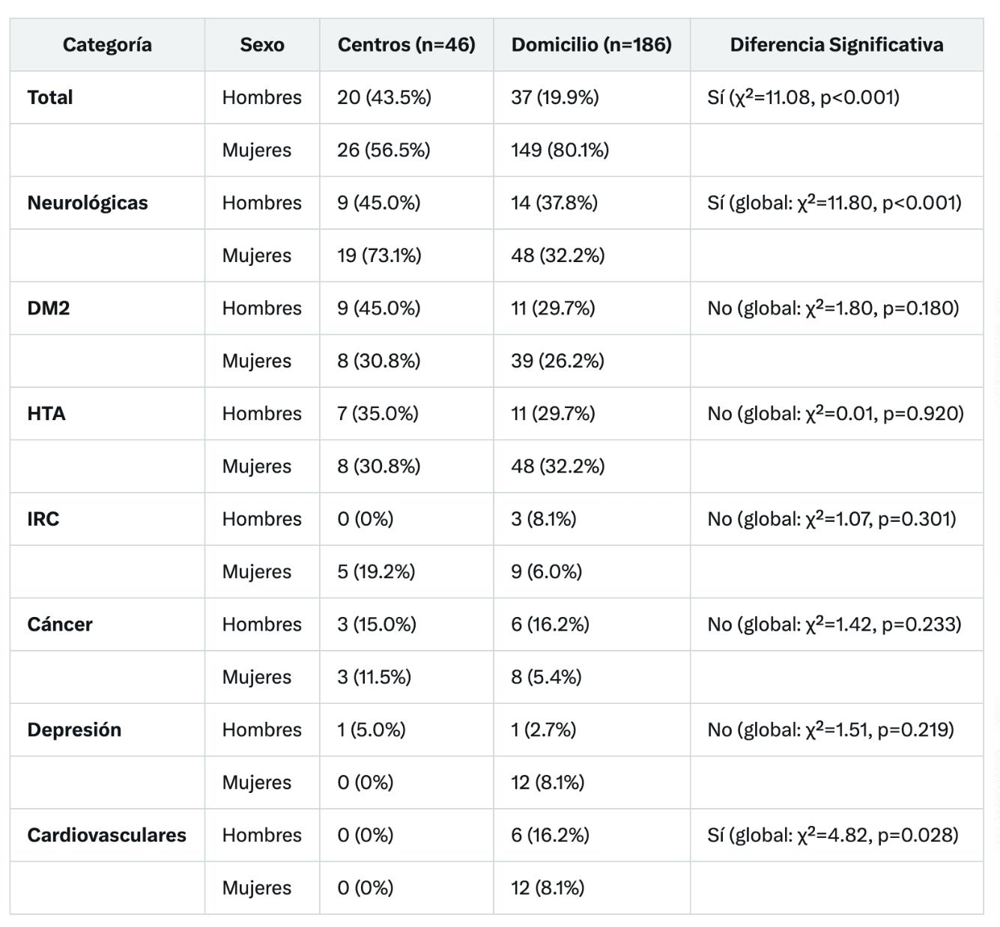 Categoría Sexo Centros (n=46) Domicilio (n=186) Diferencia Significativa
Total Hombres 20 (43.5%) 37 (19.9%) Sí (χ²=11.08, p<0.001)
Mujeres 26 (56.5%) 149 (80.1%)
Neurológicas Hombres 9 (45.0%) 14 (37.8%) Sí (global: χ²=11.80, p<0.001)
Mujeres 19 (73.1%) 48 (32.2%)
DM2 Hombres 9 (45.0%) 11 (29.7%) No (global: χ²=1.80, p=0.180)
Mujeres 8 (30.8%) 39 (26.2%)
HTA Hombres 7 (35.0%) 11 (29.7%) No (global: χ²=0.01, p=0.920)
Mujeres 8 (30.8%) 48 (32.2%)
IRC Hombres 0 (0%) 3 (8.1%) No (global: χ²=1.07, p=0.301)
Mujeres 5 (19.2%) 9 (6.0%)
Cáncer Hombres 3 (15.0%) 6 (16.2%) No (global: χ²=1.42, p=0.233)
Mujeres 3 (11.5%) 8 (5.4%)
Depresión Hombres 1 (5.0%) 1 (2.7%) No (global: χ²=1.51, p=0.219)
Mujeres 0 (0%) 12 (8.1%)
Cardiovasculares Hombres 0 (0%) 6 (16.2%) Sí (global: χ²=4.82, p=0.028)
Mujeres 0 (0%) 12 (8.1%)